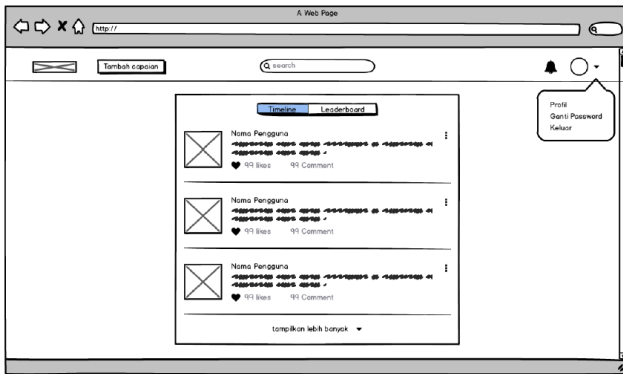 A Web Page
http://
Tambah capaian
search
Profil
Ganti Password
Keluar
Timeline Leaderboard
Nama Pengguna
99 likes 99 Comment
Nama Pengguna
99 likes 99 Comment
Nama Pengguna
99 likes 99 Comment
tampilkan lebih banyak